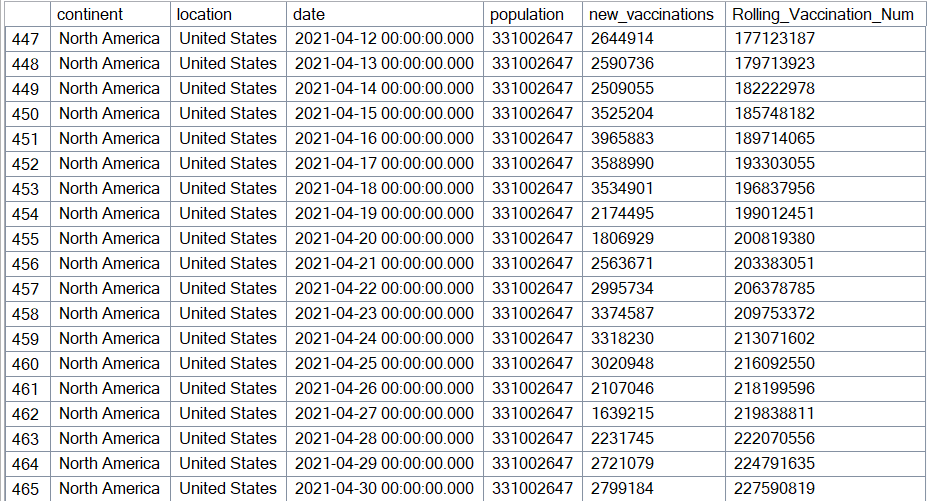 continent location date population new_vaccinations Rolling_Vaccination_Num
447 North America United States 2021-04-12 00:00:00.000 331002647 2644914 177123187
448 North America United States 2021-04-13 00:00:00.000 331002647 2590736 179713923
449 North America United States 2021-04-14 00:00:00.000 331002647 2509055 182222978
450 North America United States 2021-04-15 00:00:00.000 331002647 3525204 185748182
451 North America United States 2021-04-16 00:00:00.000 331002647 3965883 189714065
452 North America United States 2021-04-17 00:00:00.000 331002647 3588990 193303055
453 North America United States 2021-04-18 00:00:00.000 331002647 3534901 196837956
454 North America United States 2021-04-19 00:00:00.000 331002647 2174495 199012451
455 North America United States 2021-04-20 00:00:00.000 331002647 1806929 200819380
456 North America United States 2021-04-21 00:00:00.000 331002647 2563671 203383051
457 North America United States 2021-04-22 00:00:00.000 331002647 2995734 206378785
458 North America United States 2021-04-23 00:00:00.000 331002647 3374587 209753372
459 North America United States 2021-04-24 00:00:00.000 331002647 3318230 213071602
460 North America United States 2021-04-25 00:00:00.000 331002647 3020948 216092550
461 North America United States 2021-04-26 00:00:00.000 331002647 2107046 218199596
462 North America United States 2021-04-27 00:00:00.000 331002647 1639215 219838811
463 North America United States 2021-04-28 00:00:00.000 331002647 2231745 222070556
464 North America United States 2021-04-29 00:00:00.000 331002647 2721079 224791635
465 North America United States 2021-04-30 00:00:00.000 331002647 2799184 227590819